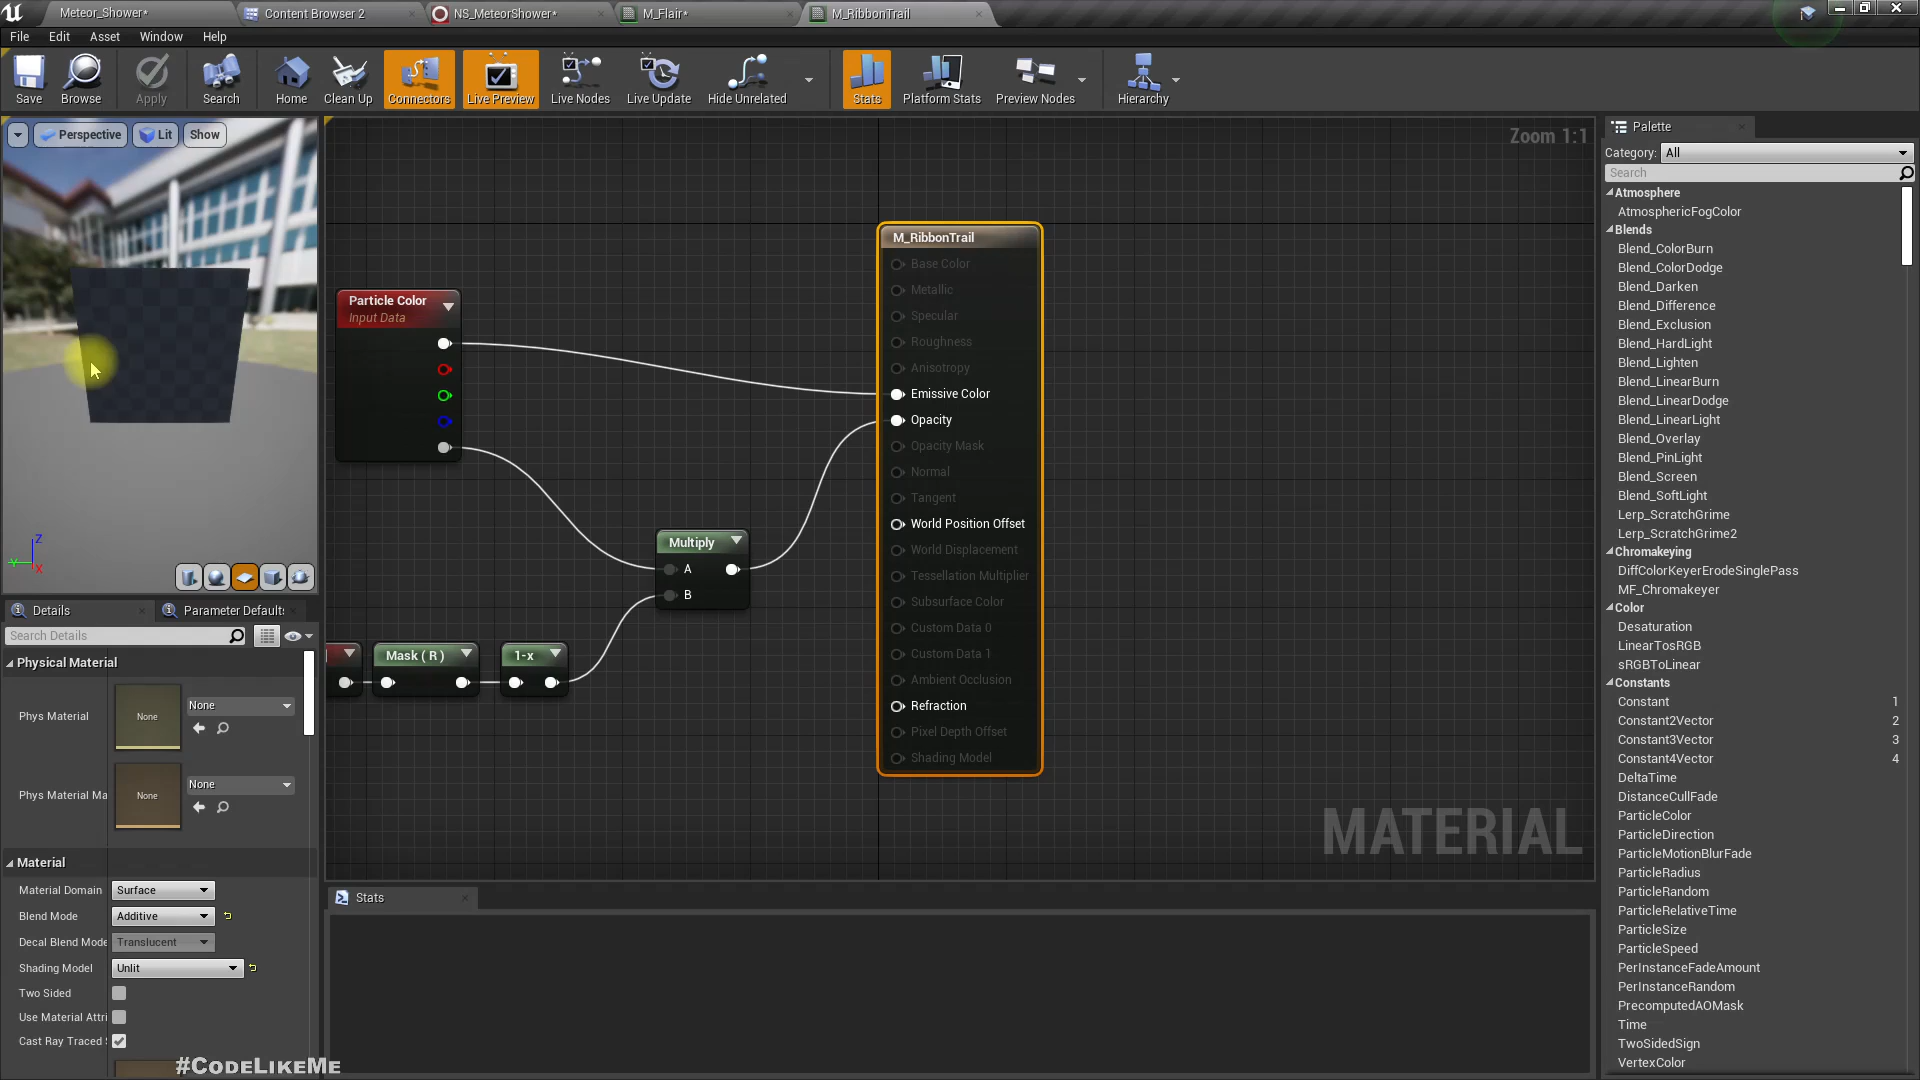 Meteor_Shower*
Content Browser 2
NS_MeteorShower*
M_Flair*
M_RibbonTrail
File Edit Asset Window Help
Save
Browse
Apply
Search
Home
Clean Up
Connectors
Live Preview
Live Nodes
Live Update
Hide Unrelated
Stats
Platform Stats
Preview Nodes
Hierarchy
Perspective
Lit
Show
Zoom 1:1
Z
Y
X
Particle Color
Input Data
Multiply
A
B
Mask ( R )
1-x
M_RibbonTrail
Base Color
Metallic
Specular
Roughness
Anisotropy
Emissive Color
Opacity
Opacity Mask
Normal
Tangent
World Position Offset
World Displacement
Tessellation Multiplier
Subsurface Color
Custom Data 0
Custom Data 1
Ambient Occlusion
Refraction
Pixel Depth Offset
Shading Model
MATERIAL
Stats
Details
Parameter Defaults
Search Details
Physical Material
Phys Material
None
None
Phys Material Ma
None
None
Material
Material Domain
Surface
Blend Mode
Additive
Decal Blend Mode
Translucent
Shading Model
Unlit
Two Sided
Use Material Attri
Cast Ray Traced
#CodeLikeMe
Palette
Category:
All
Search
Atmosphere
AtmosphericFogColor
Blends
Blend_ColorBurn
Blend_ColorDodge
Blend_Darken
Blend_Difference
Blend_Exclusion
Blend_HardLight
Blend_Lighten
Blend_LinearBurn
Blend_LinearDodge
Blend_LinearLight
Blend_Overlay
Blend_PinLight
Blend_Screen
Blend_SoftLight
Lerp_ScratchGrime
Lerp_ScratchGrime2
Chromakeying
DiffColorKeyerErodeSinglePass
MF_Chromakeyer
Color
Desaturation
LinearTosRGB
sRGBToLinear
Constants
Constant 1
Constant2Vector 2
Constant3Vector 3
Constant4Vector 4
DeltaTime
DistanceCullFade
ParticleColor
ParticleDirection
ParticleMotionBlurFade
ParticleRadius
ParticleRandom
ParticleRelativeTime
ParticleSize
ParticleSpeed
PerInstanceFadeAmount
PerInstanceRandom
PrecomputedAOMask
Time
TwoSidedSign
VertexColor